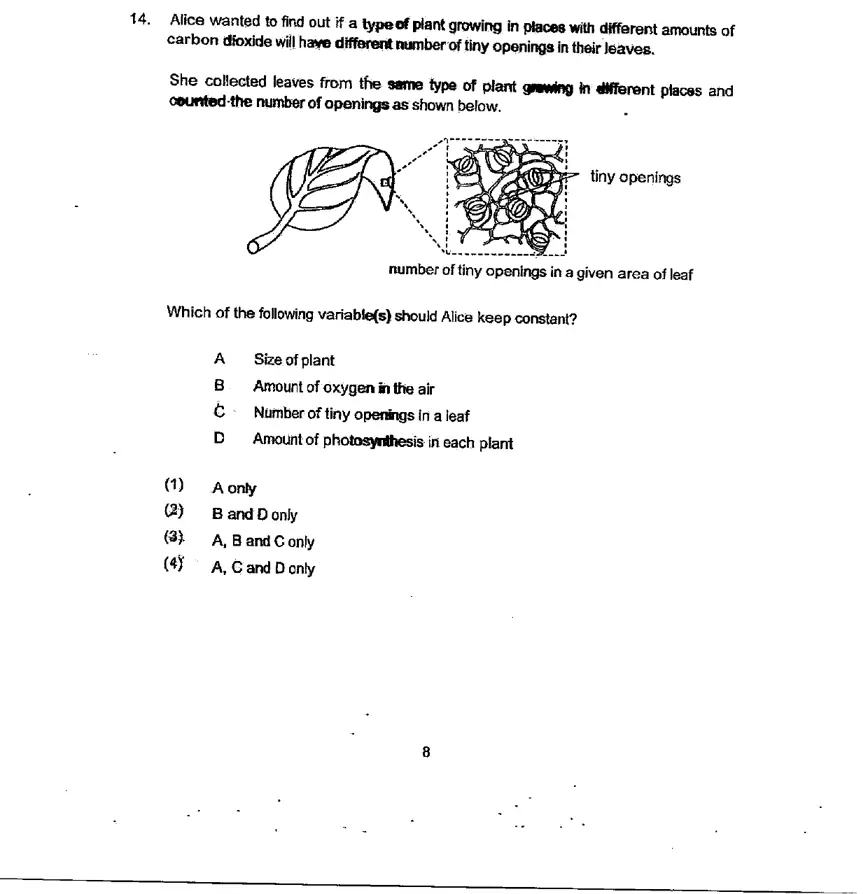 14. Alice wanted to find out if a type of plant growing in places with different amounts of
carbon dioxide will have different number of tiny openings in their leaves.
She collected leaves from the same type of plant growing in different places and
counted the number of openings as shown below.
tiny openings
number of tiny openings in a given area of leaf
Which of the following variable(s) should Alice keep constant?
A Size of plant
B Amount of oxygen in the air
C Number of tiny openings in a leaf
D Amount of photosynthesis in each plant
(1) A only
(2) B and D only
(3) A, B and C only
(4) A, C and D only
8